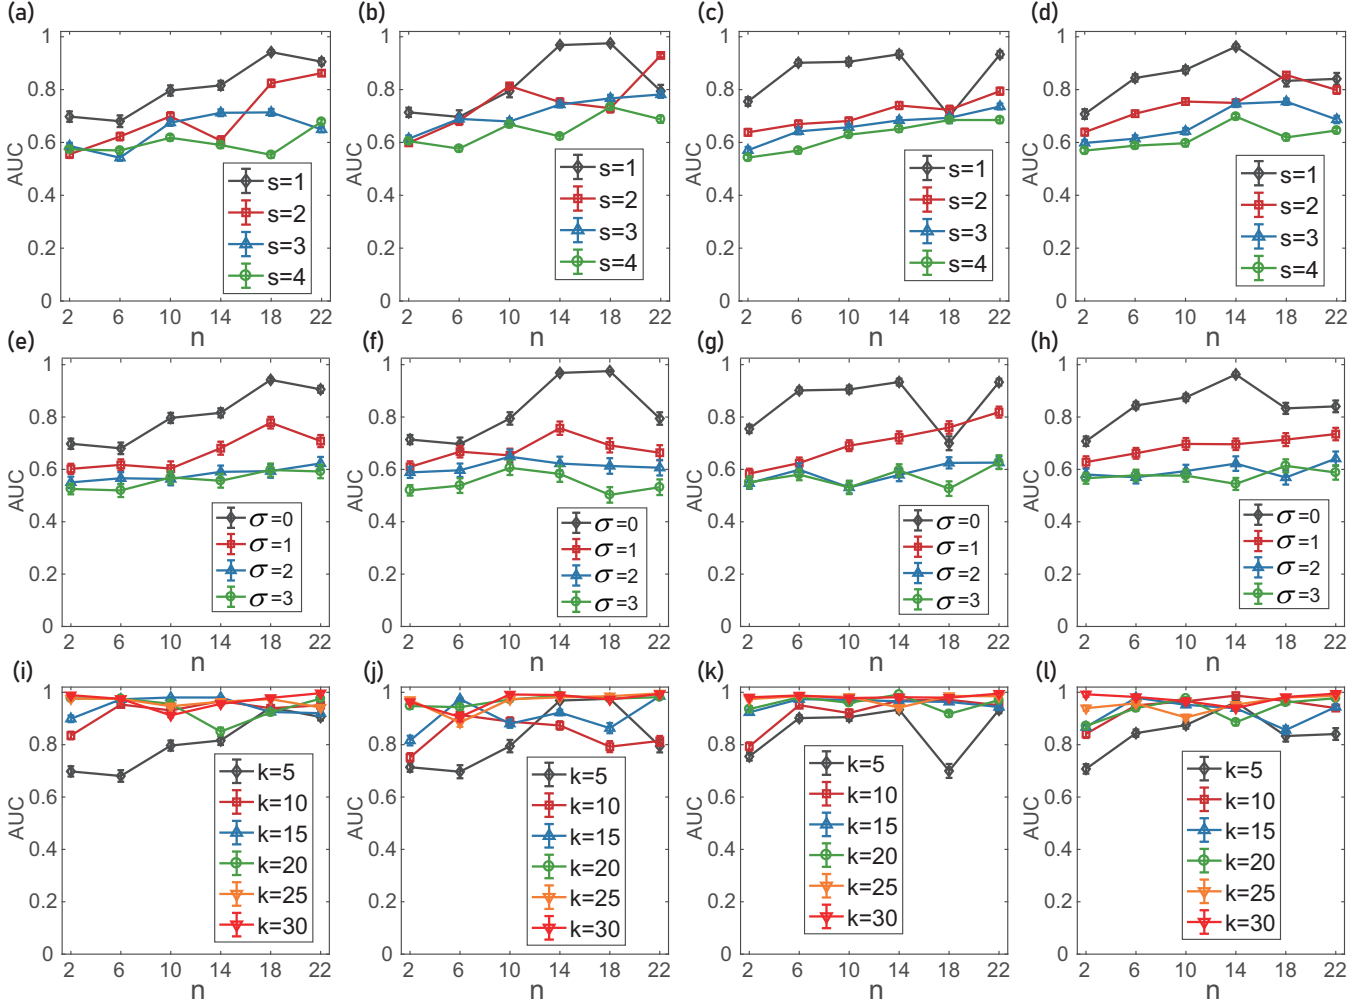 (a)
1
0.8
0.6
0.4
0.2
0
AUC
2 6 10 14 18 22
n
s=1
s=2
s=3
s=4
(b)
1
0.8
0.6
0.4
0.2
0
AUC
2 6 10 14 18 22
n
s=1
s=2
s=3
s=4
(c)
1
0.8
0.6
0.4
0.2
0
AUC
2 6 10 14 18 22
n
s=1
s=2
s=3
s=4
(d)
1
0.8
0.6
0.4
0.2
0
AUC
2 6 10 14 18 22
n
s=1
s=2
s=3
s=4
(e)
1
0.8
0.6
0.4
0.2
0
AUC
2 6 10 14 18 22
n
σ=0
σ=1
σ=2
σ=3
(f)
1
0.8
0.6
0.4
0.2
0
AUC
2 6 10 14 18 22
n
σ=0
σ=1
σ=2
σ=3
(g)
1
0.8
0.6
0.4
0.2
0
AUC
2 6 10 14 18 22
n
σ=0
σ=1
σ=2
σ=3
(h)
1
0.8
0.6
0.4
0.2
0
AUC
2 6 10 14 18 22
n
σ=0
σ=1
σ=2
σ=3
(i)
1
0.8
0.6
0.4
0.2
0
AUC
2 6 10 14 18 22
n
k=5
k=10
k=15
k=20
k=25
k=30
(j)
1
0.8
0.6
0.4
0.2
0
AUC
2 6 10 14 18 22
n
k=5
k=10
k=15
k=20
k=25
k=30
(k)
1
0.8
0.6
0.4
0.2
0
AUC
2 6 10 14 18 22
n
k=5
k=10
k=15
k=20
k=25
k=30
(l)
1
0.8
0.6
0.4
0.2
0
AUC
2 6 10 14 18 22
n
k=5
k=10
k=15
k=20
k=25
k=30